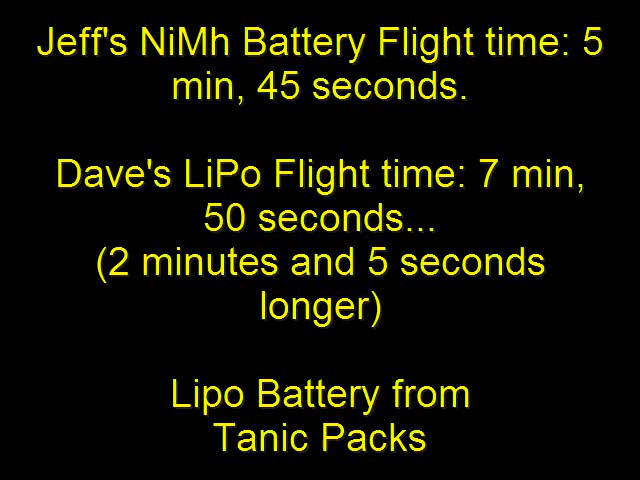 Jeff's NiMh Battery Flight time: 5
min, 45 seconds.
Dave's LiPo Flight time: 7 min,
50 seconds...
(2 minutes and 5 seconds
longer)
Lipo Battery from
Tanic Packs